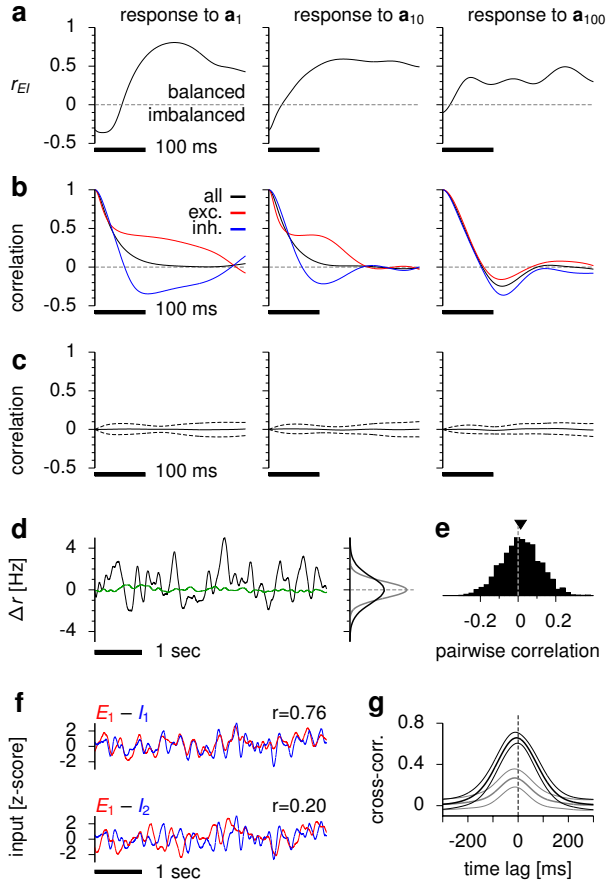 a
response to a1
response to a10
response to a100
rEI
1
0.5
0
-0.5
balanced
imbalanced
100 ms
b
correlation
1
0.5
0
-0.5
all
exc.
inh.
100 ms
c
correlation
1
0.5
0
-0.5
100 ms
d
Δr [Hz]
4
0
-4
1 sec
e
-0.2 0 0.2
pairwise correlation
f
input [z-score]
E1 – I1 r=0.76
2
0
-2
E1 – I2 r=0.20
2
0
-2
1 sec
g
cross-corr.
0.8
0.4
0
-200 0 200
time lag [ms]